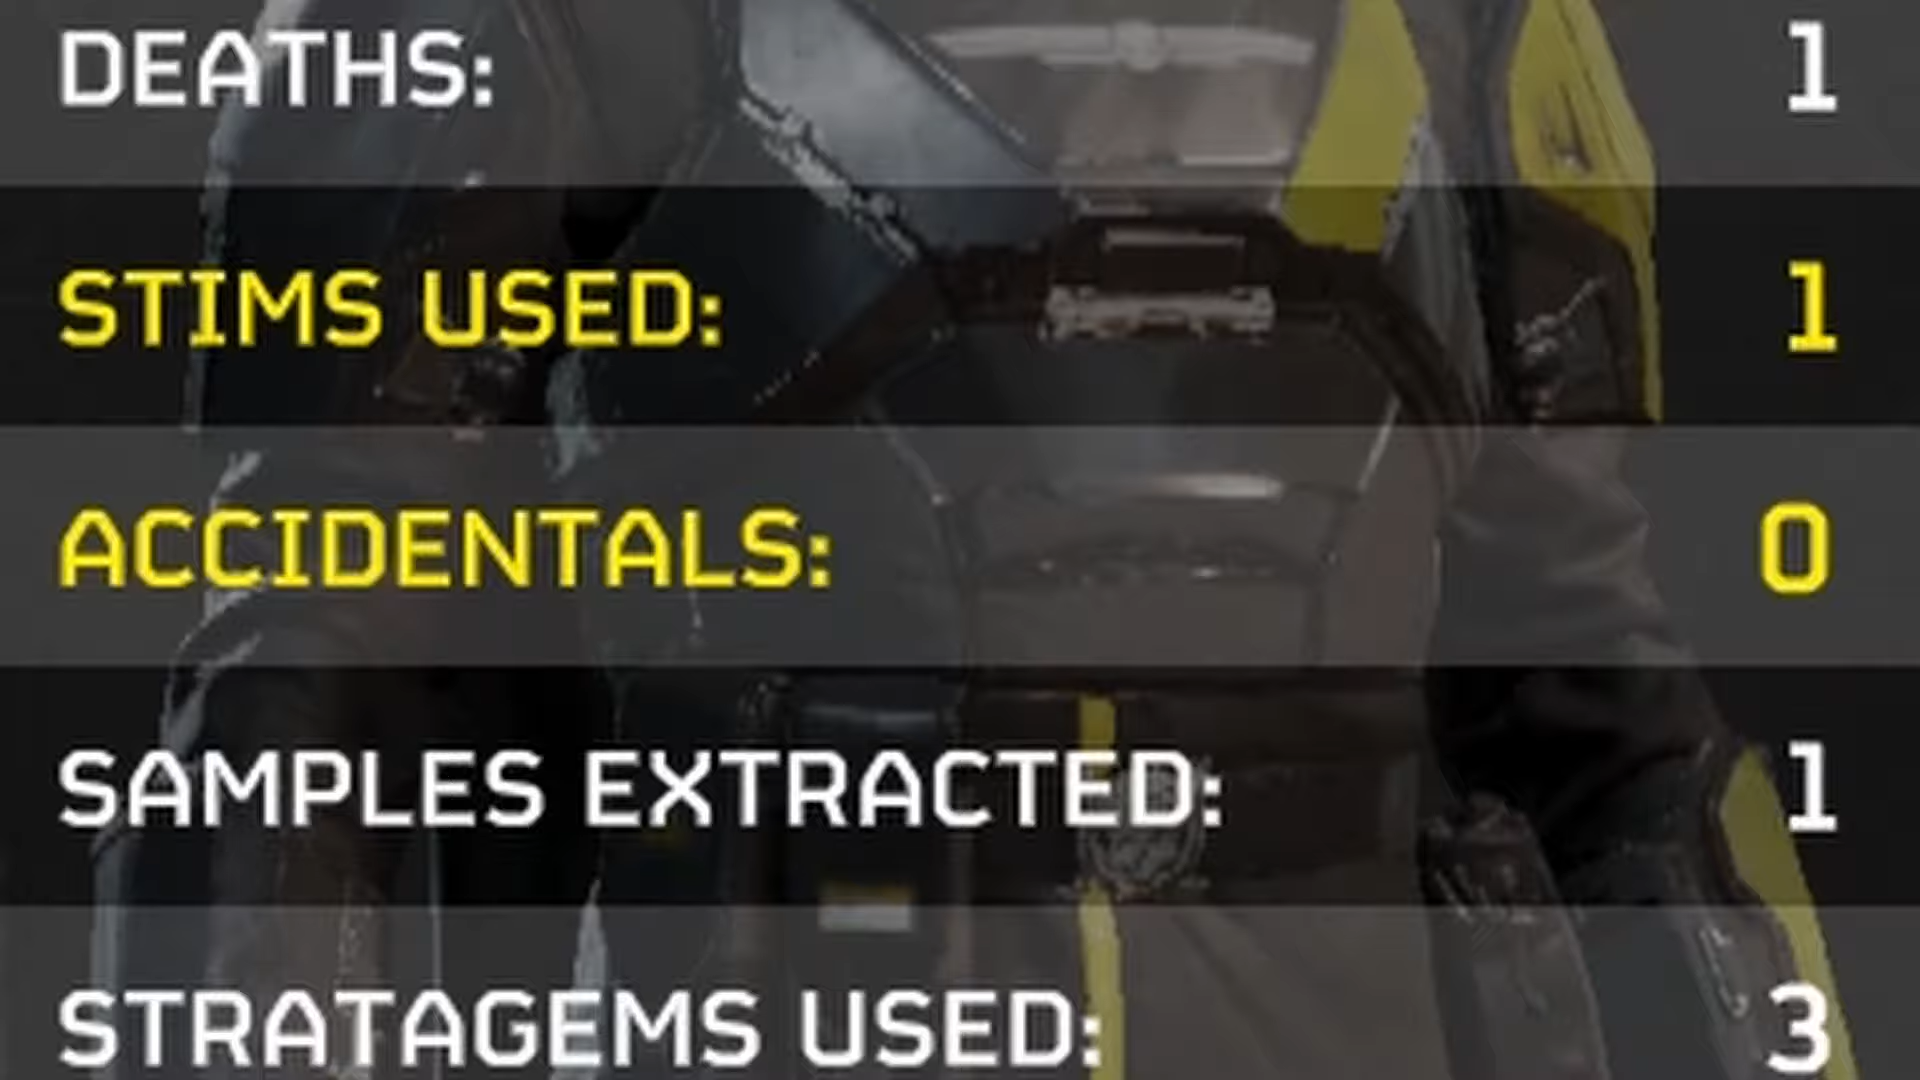 DEATHS: 1
STIMS USED: 1
ACCIDENTALS: 0
SAMPLES EXTRACTED: 1
STRATAGEMS USED: 3